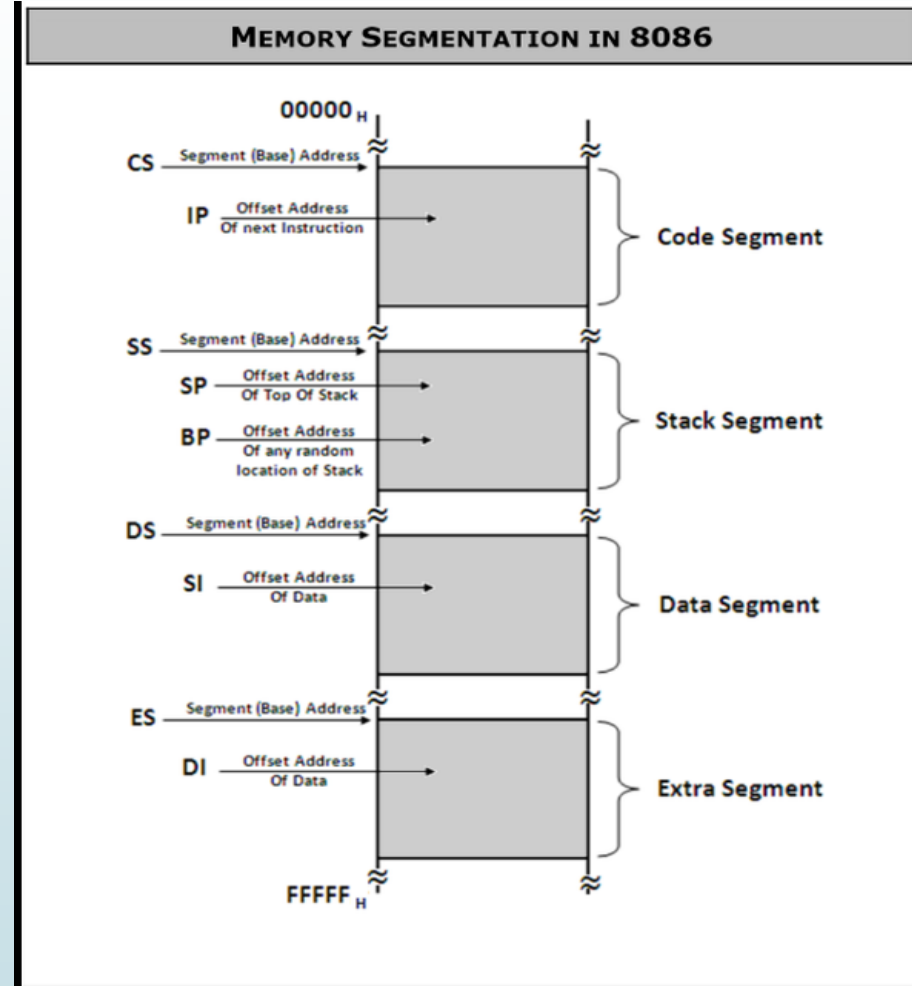 MEMORY SEGMENTATION IN 8086
00000 H
CS Segment (Base) Address
IP Offset Address
Of next Instruction
Code Segment
SS Segment (Base) Address
SP Offset Address
Of Top Of Stack
BP Offset Address
Of any random
location of Stack
Stack Segment
DS Segment (Base) Address
SI Offset Address
Of Data
Data Segment
ES Segment (Base) Address
DI Offset Address
Of Data
Extra Segment
FFFFF H